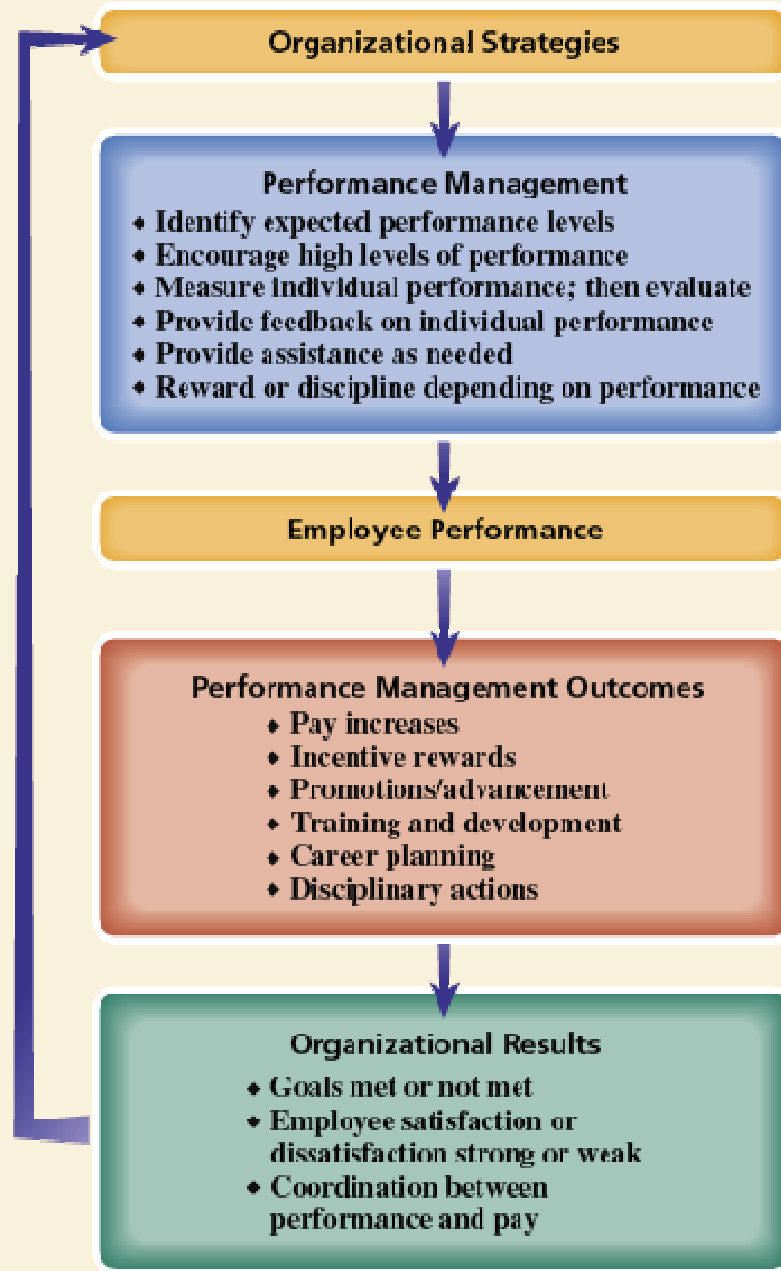 Organizational Strategies
Performance Management
♦ Identify expected performance levels
♦ Encourage high levels of performance
♦ Measure individual performance; then evaluate
♦ Provide feedback on individual performance
♦ Provide assistance as needed
♦ Reward or discipline depending on performance
Employee Performance
Performance Management Outcomes
♦ Pay increases
♦ Incentive rewards
♦ Promotions/advancement
♦ Training and development
♦ Career planning
♦ Disciplinary actions
Organizational Results
♦ Goals met or not met
♦ Employee satisfaction or
dissatisfaction strong or weak
♦ Coordination between
performance and pay